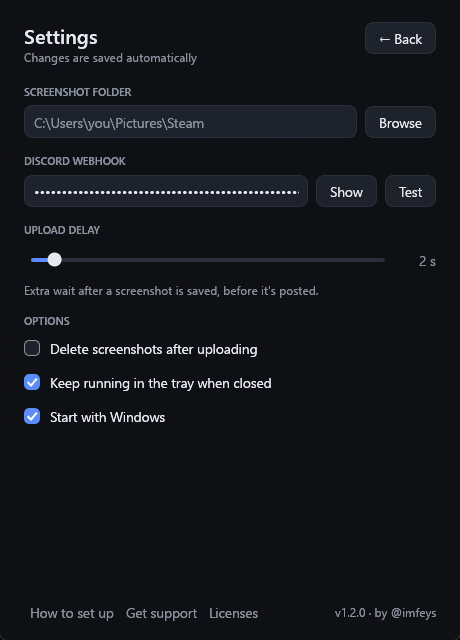 Settings
← Back
Changes are saved automatically
SCREENSHOT FOLDER
C:\Users\you\Pictures\Steam
Browse
DISCORD WEBHOOK
Show
Test
UPLOAD DELAY
2 s
Extra wait after a screenshot is saved, before it's posted.
OPTIONS
Delete screenshots after uploading
Keep running in the tray when closed
Start with Windows
How to set up
Get support
Licenses
v1.2.0 · by @imfeys